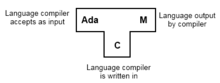 Language compiler
accepts as input
Ada
M
Language output
by compiler
C
Language compiler
is written in